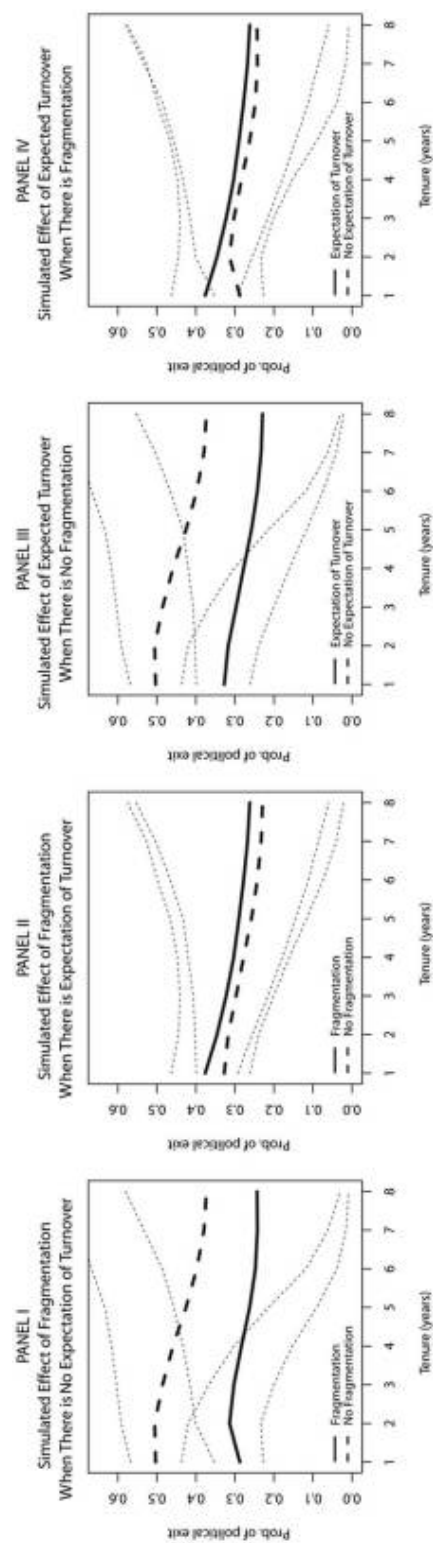 PANEL I
Simulated Effect of Fragmentation
When There is No Expectation of Turnover
Prob. of political exit
0.6
0.5
0.4
0.3
0.2
0.1
0.0
Fragmentation
No Fragmentation
1 2 3 4 5 6 7 8
Tenure (years)
PANEL II
Simulated Effect of Fragmentation
When There is Expectation of Turnover
Prob. of political exit
0.6
0.5
0.4
0.3
0.2
0.1
0.0
Fragmentation
No Fragmentation
1 2 3 4 5 6 7 8
Tenure (years)
PANEL III
Simulated Effect of Expected Turnover
When There is No Fragmentation
Prob. of political exit
0.6
0.5
0.4
0.3
0.2
0.1
0.0
Expectation of Turnover
No Expectation of Turnover
1 2 3 4 5 6 7 8
Tenure (years)
PANEL IV
Simulated Effect of Expected Turnover
When There is Fragmentation
Prob. of political exit
0.6
0.5
0.4
0.3
0.2
0.1
0.0
Expectation of Turnover
No Expectation of Turnover
1 2 3 4 5 6 7 8
Tenure (years)